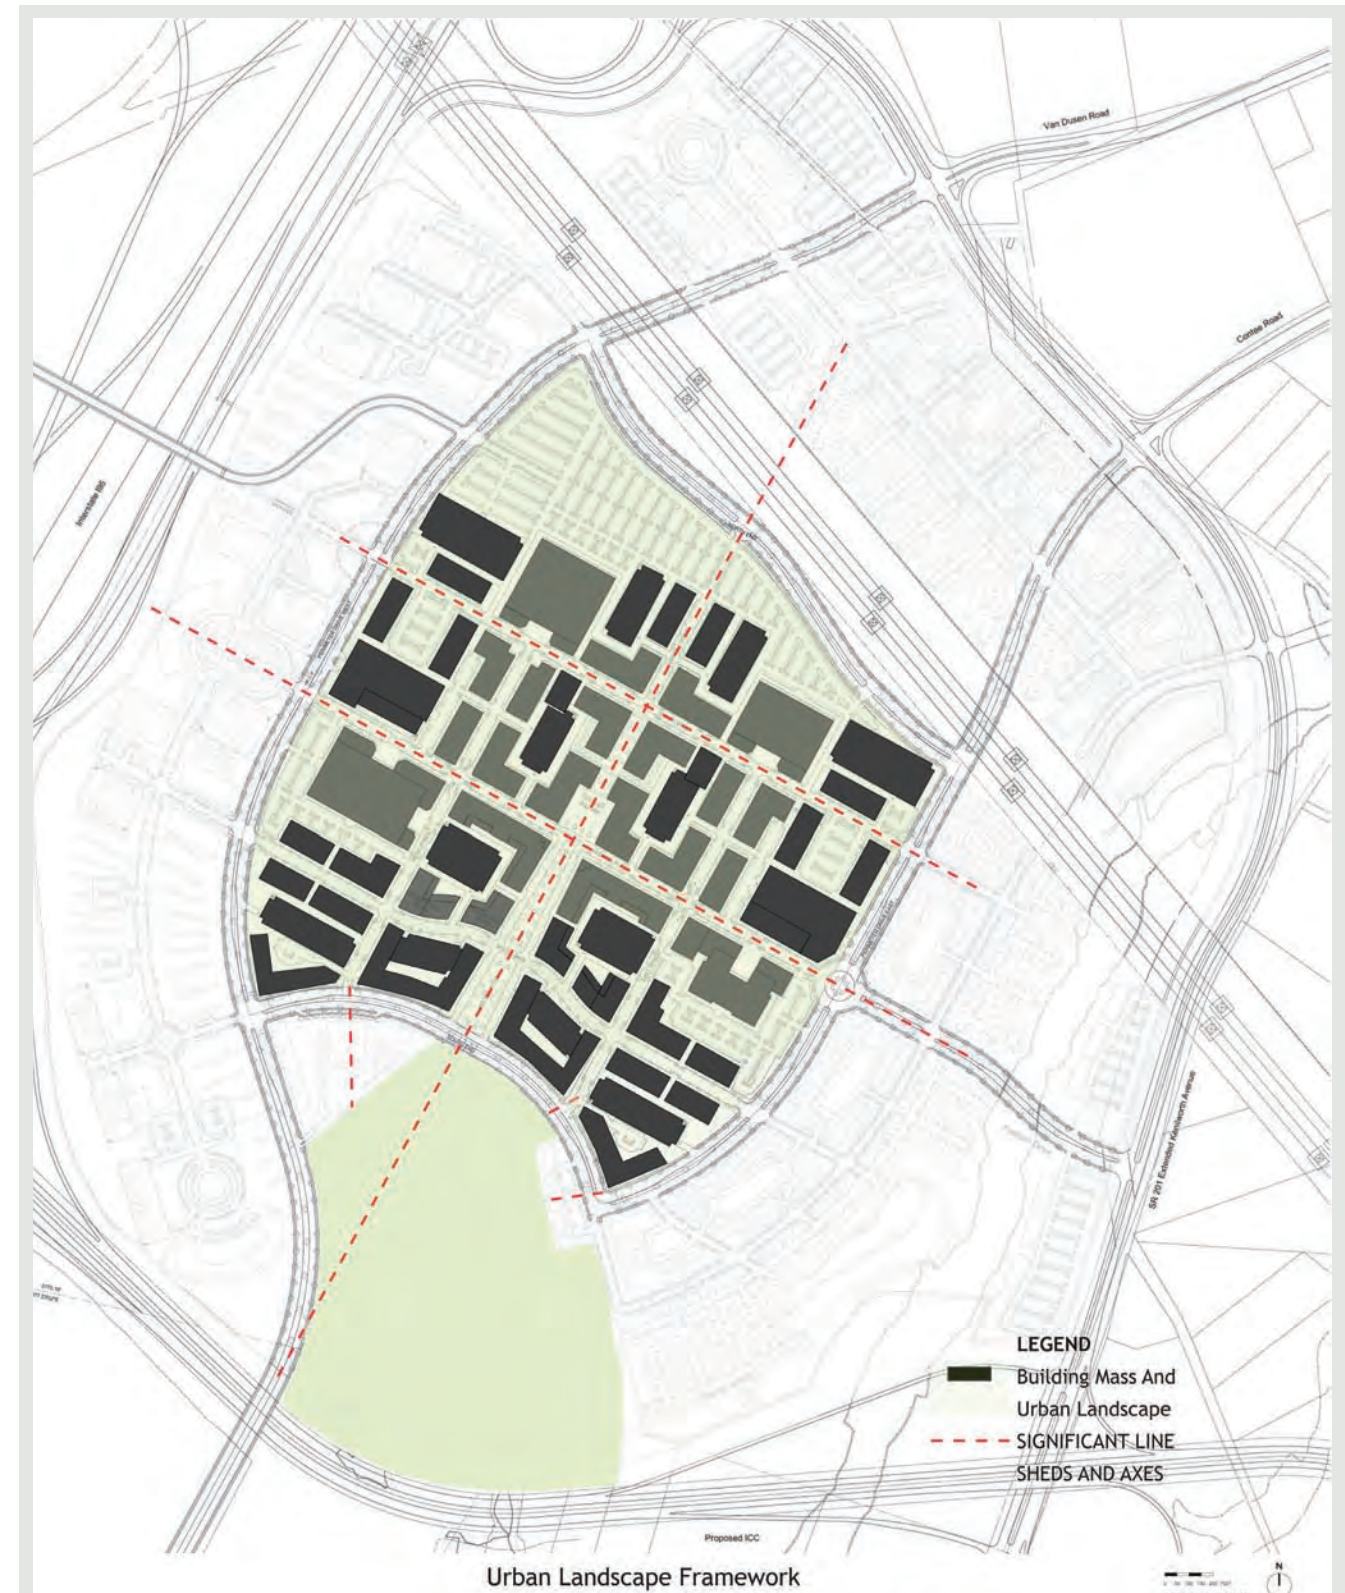 Van Dusen Road
Contee Road
Interstate 95
SR 201 Extended Kenilworth Avenue
LEGEND
Building Mass And
Urban Landscape
SIGNIFICANT LINE
SHEDS AND AXES
Proposed ICC
Urban Landscape Framework
N